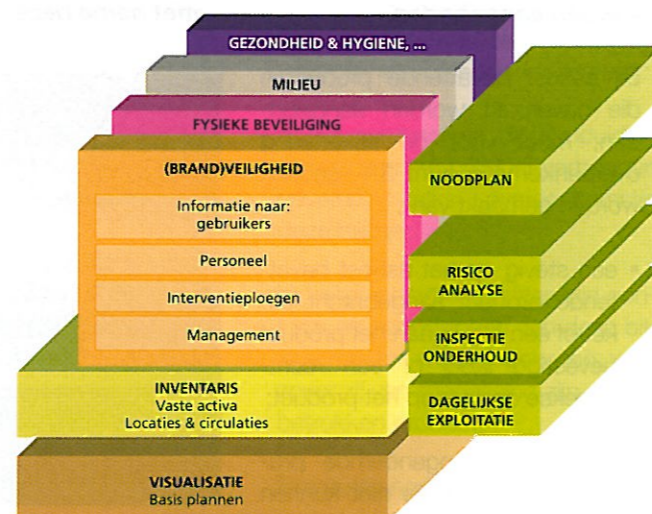 GEZONDHEID & HYGIENE, ...
MILIEU
FYSIEKE BEVEILIGING
(BRAND)VEILIGHEID
Informatie naar:
gebruikers
Personeel
Interventieploegen
Management
INVENTARIS
Vaste activa
Locaties & circulaties
VISUALISATIE
Basis plannen
NOODPLAN
RISICO
ANALYSE
INSPECTIE
ONDERHOUD
DAGELIJKSE
EXPLOITATIE